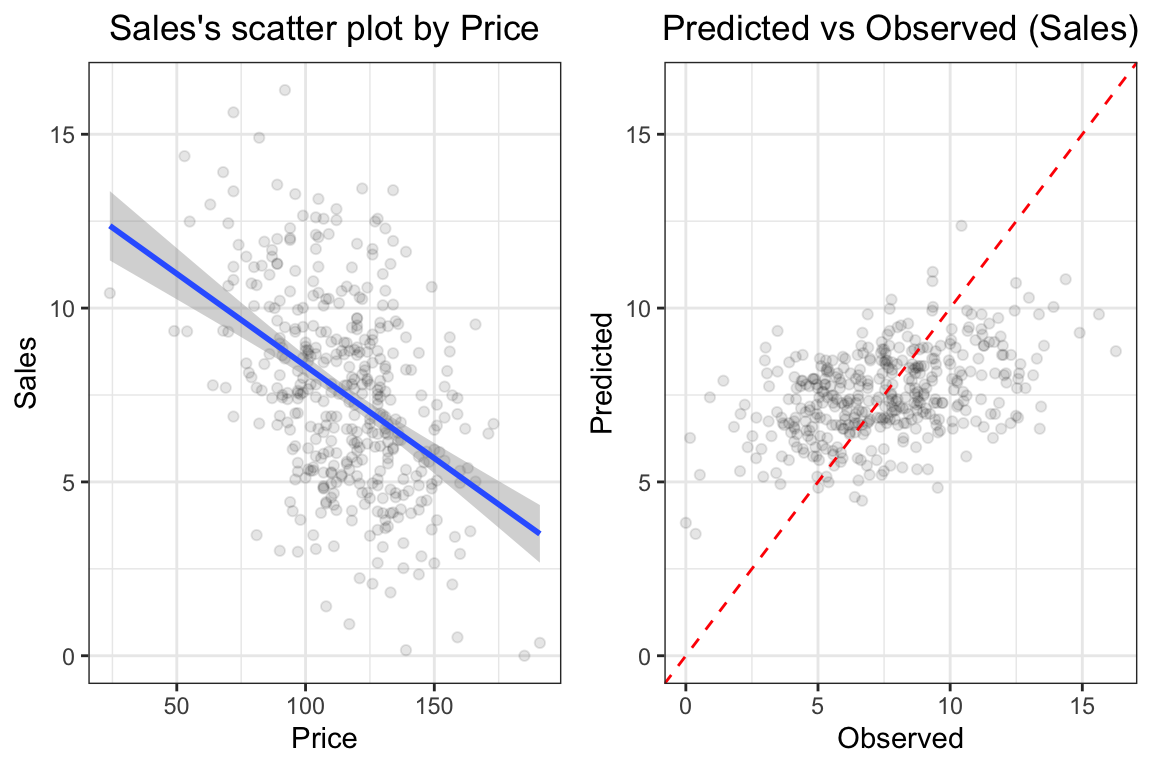 Sales's scatter plot by Price
Sales
15
10
5
0
50 100 150
Price
Predicted vs Observed (Sales)
Predicted
15
10
5
0
0 5 10 15
Observed